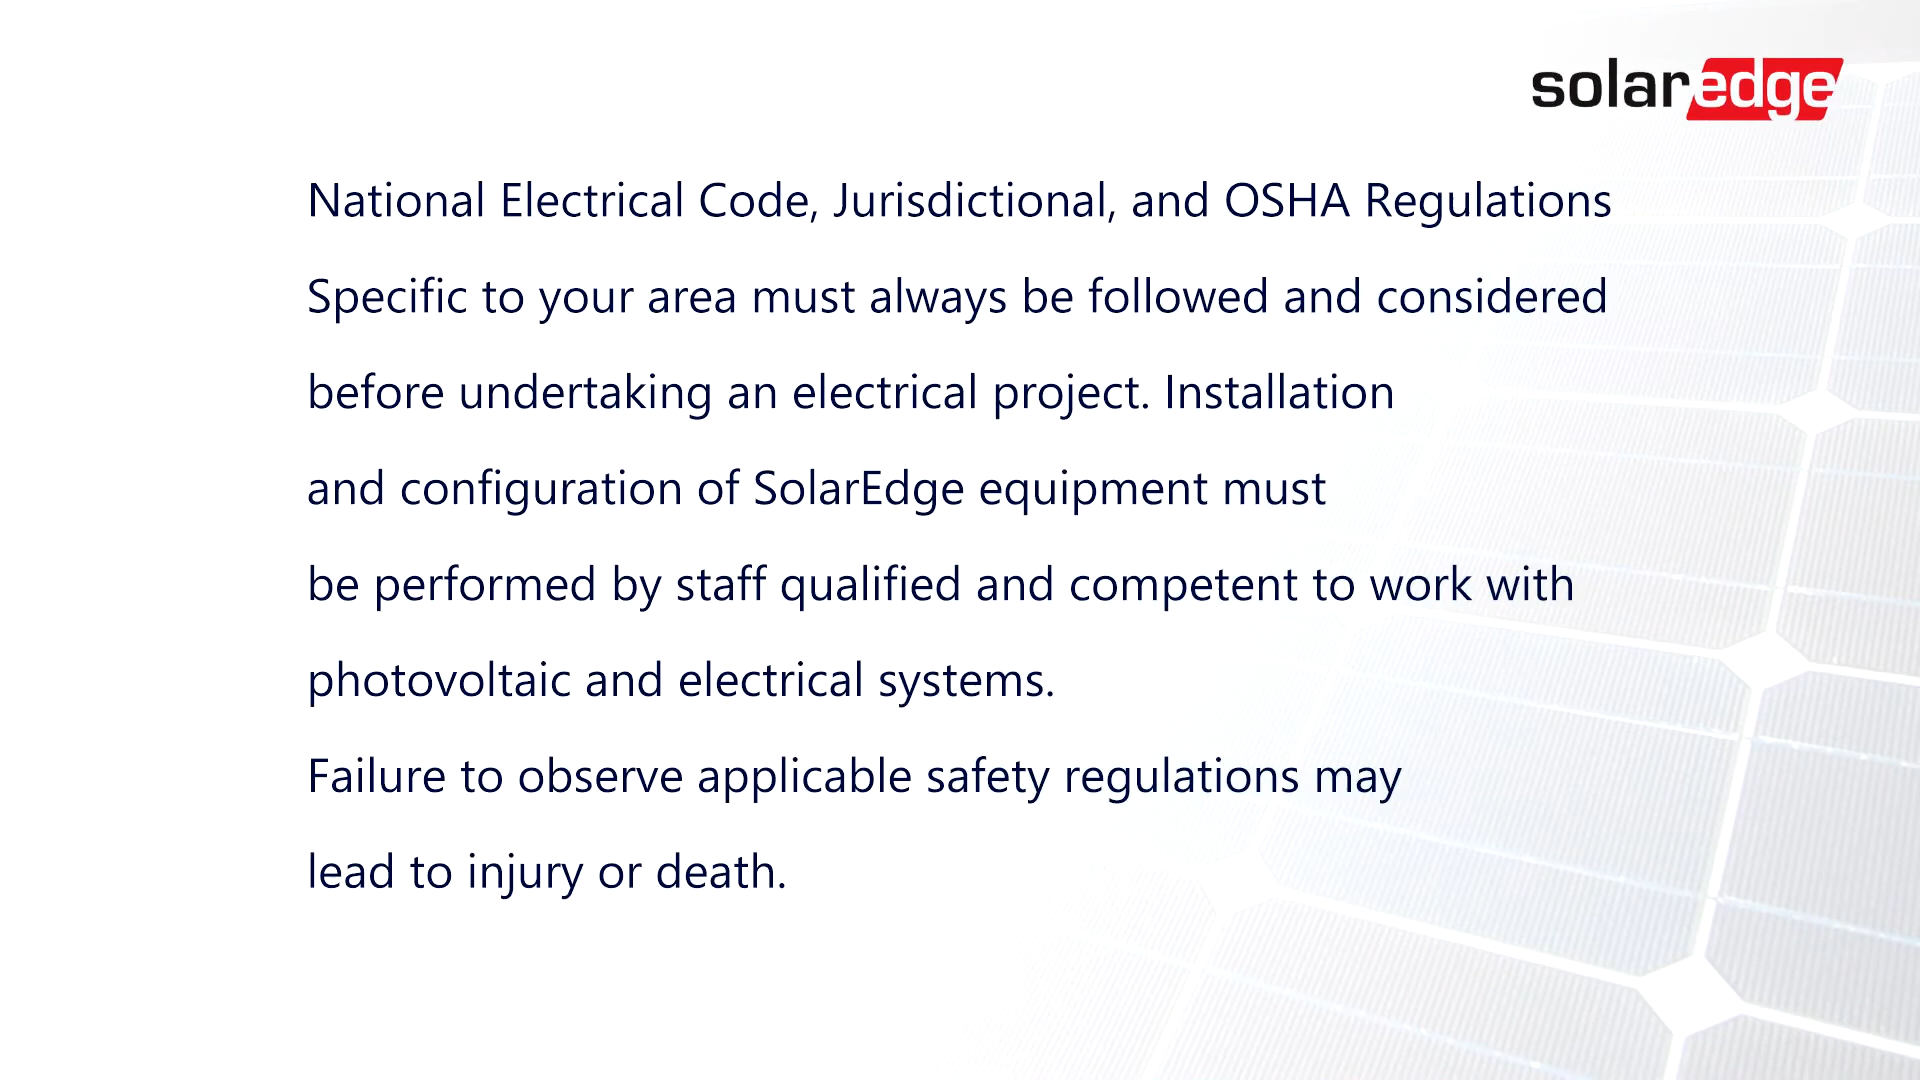 solaredge
National Electrical Code, Jurisdictional, and OSHA Regulations
Specific to your area must always be followed and considered
before undertaking an electrical project. Installation
and configuration of SolarEdge equipment must
be performed by staff qualified and competent to work with
photovoltaic and electrical systems.
Failure to observe applicable safety regulations may
lead to injury or death.